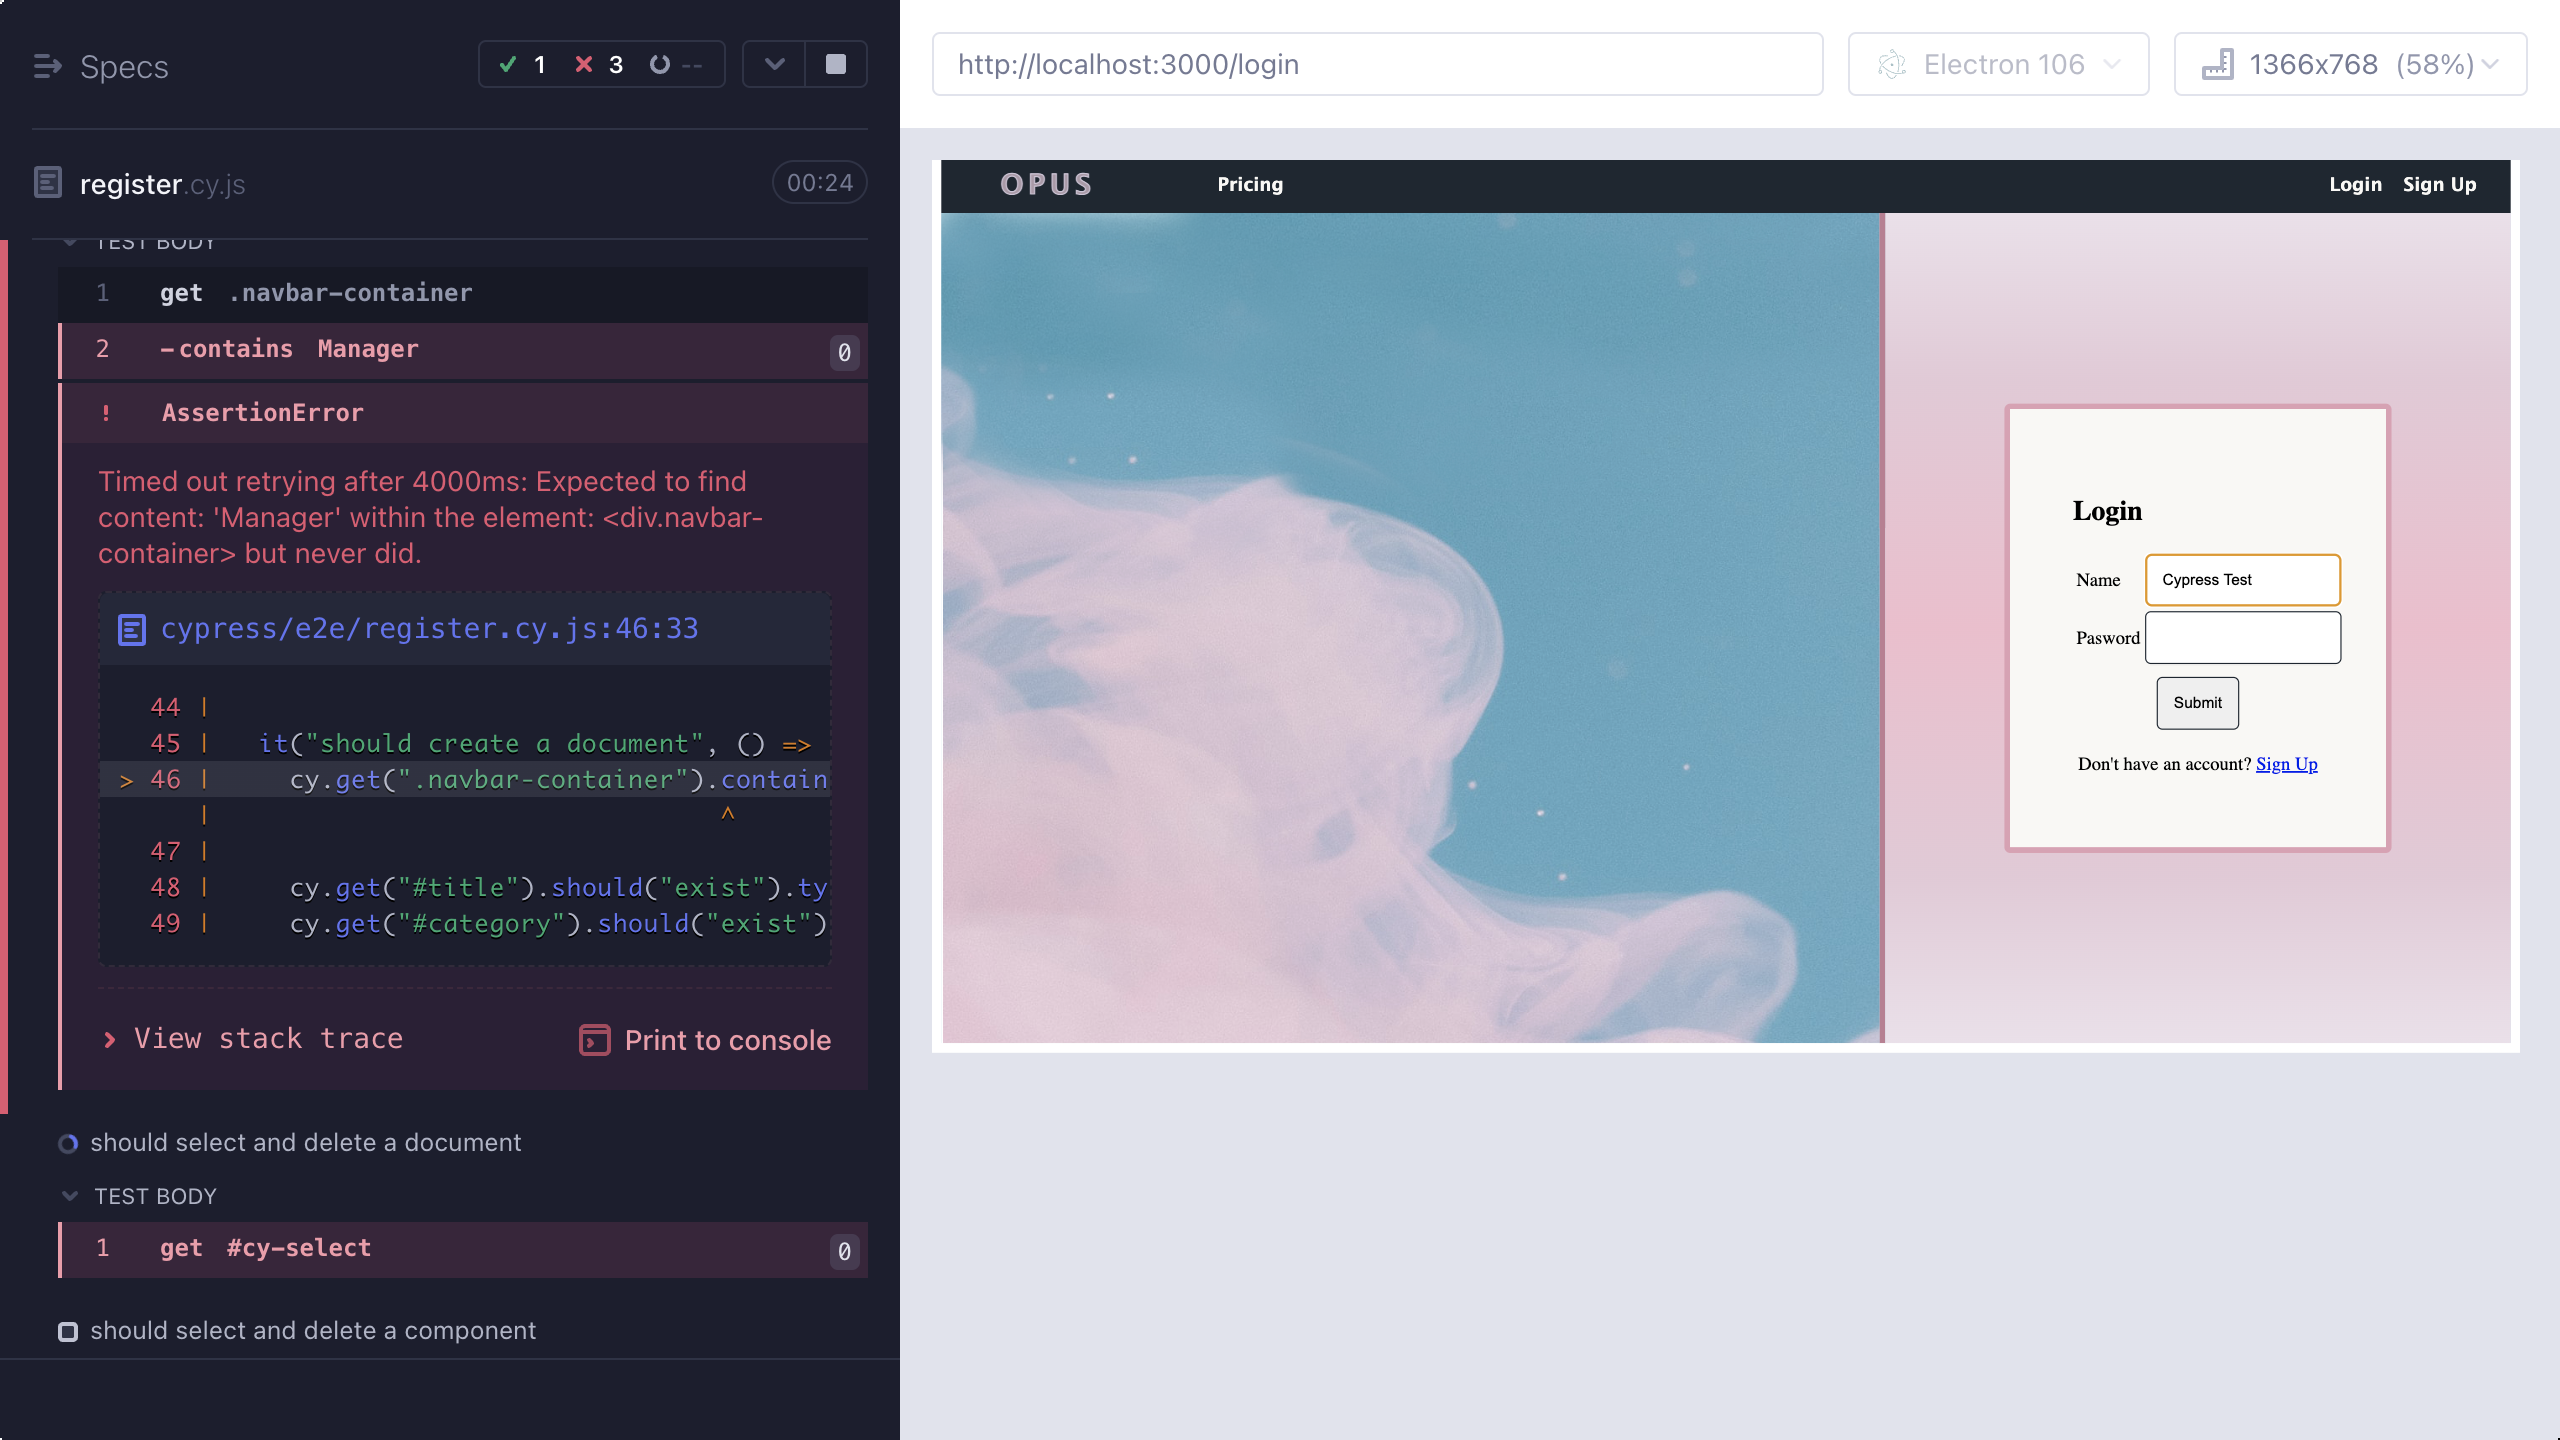 Specs
1 3 --
register.cy.js
00:24
TEST BODY
1 get .navbar-container
2 -contains Manager 0
! AssertionError
Timed out retrying after 4000ms: Expected to find
content: 'Manager' within the element: <div.navbar-
container> but never did.
cypress/e2e/register.cy.js:46:33
44 |
45 | it("should create a document", () =>
> 46 | cy.get(".navbar-container").contain
| ^
47 |
48 | cy.get("#title").should("exist").ty
49 | cy.get("#category").should("exist")
View stack trace
Print to console
should select and delete a document
TEST BODY
1 get #cy-select 0
should select and delete a component
http://localhost:3000/login
Electron 106
1366x768 (58%)
OPUS
Pricing
Login Sign Up
Login
Name Cypress Test
Pasword
Submit
Don't have an account? Sign Up